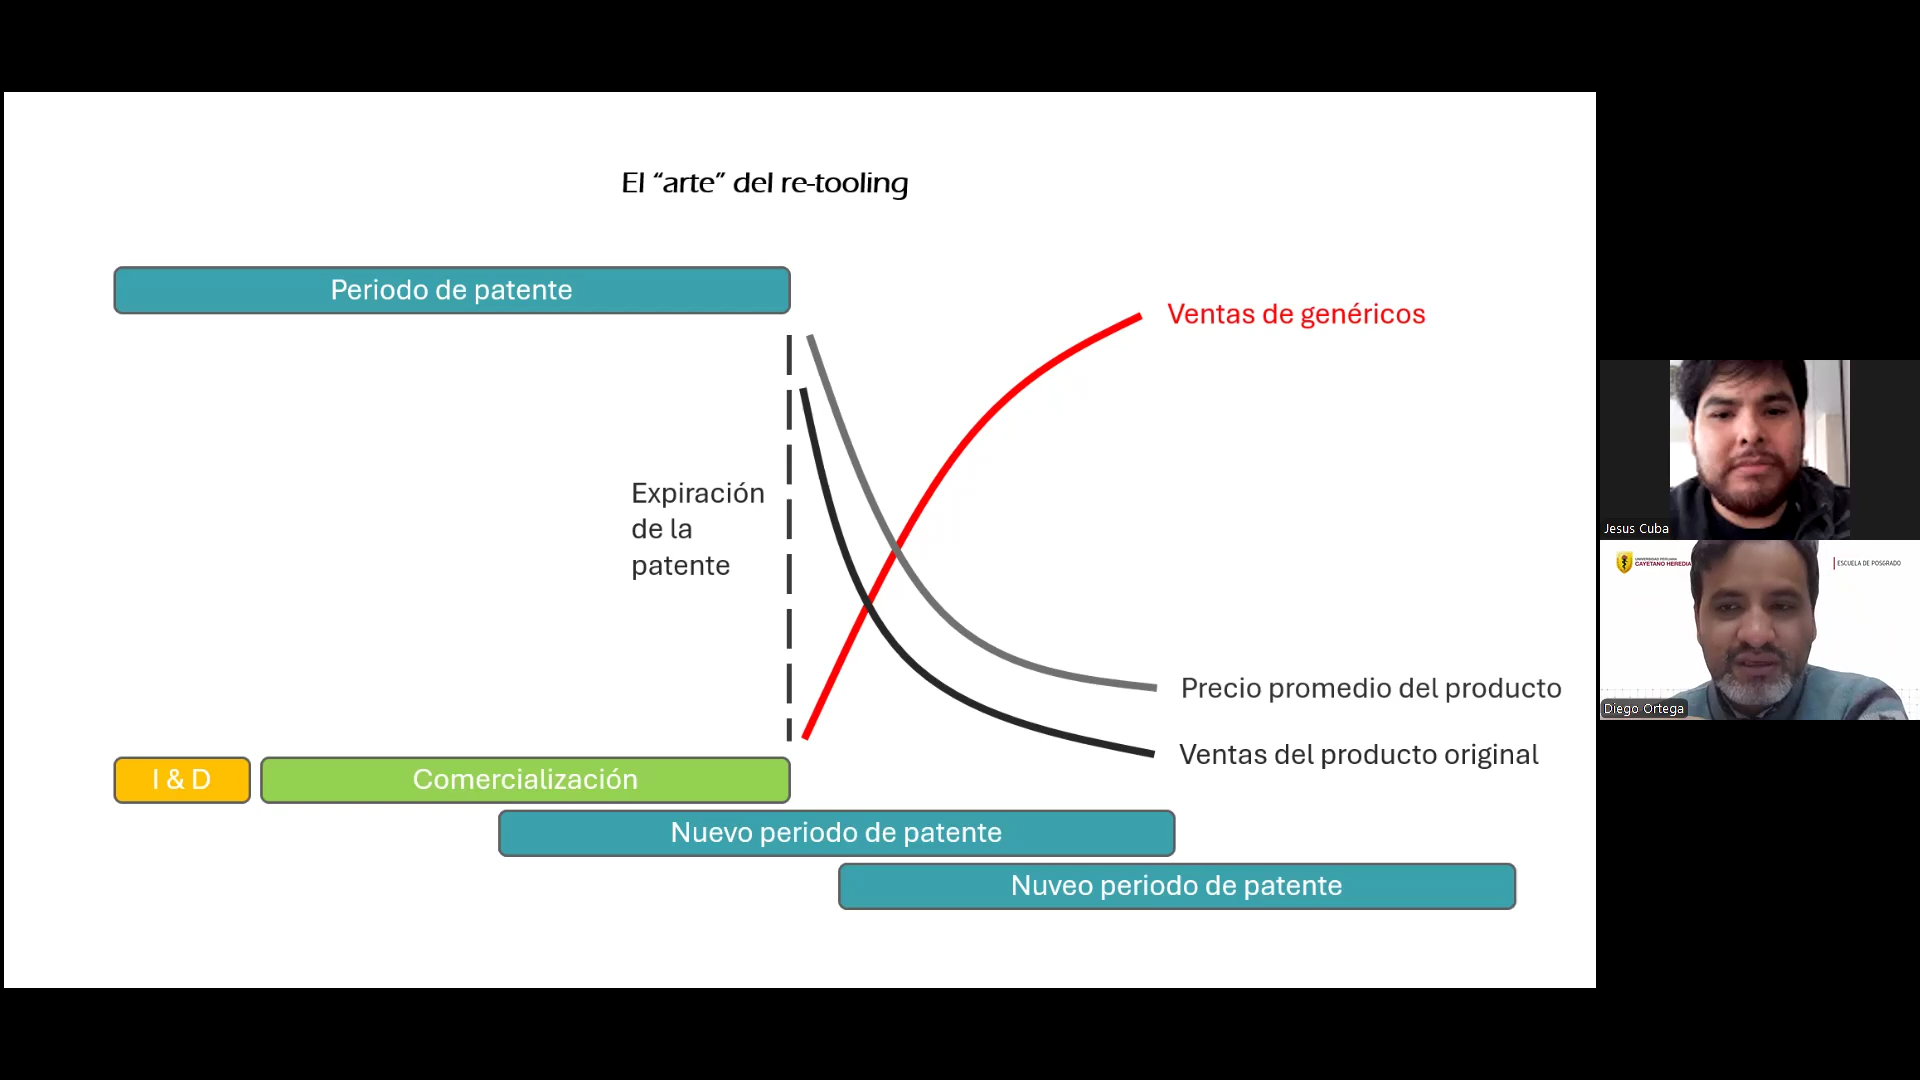 El “arte” del re-tooling
Periodo de patente
Ventas de genéricos
Expiración
de la
patente
Precio promedio del producto
Ventas del producto original
I & D
Comercialización
Nuevo periodo de patente
Nuveo periodo de patente
Jesus Cuba
UNIVERSIDAD PERUANA
CAYETANO HEREDIA
ESCUELA DE POSGRADO
Diego Ortega